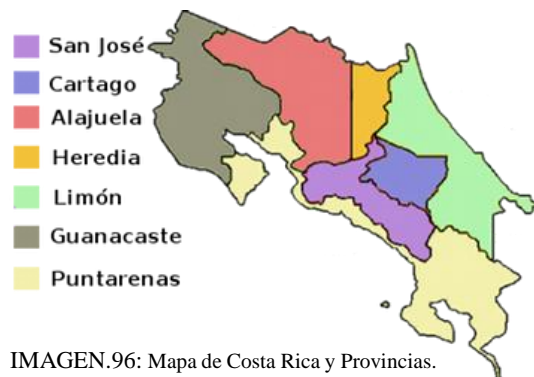 San José
Cartago
Alajuela
Heredia
Limón
Guanacaste
Puntarenas
IMAGEN.96: Mapa de Costa Rica y Provincias.